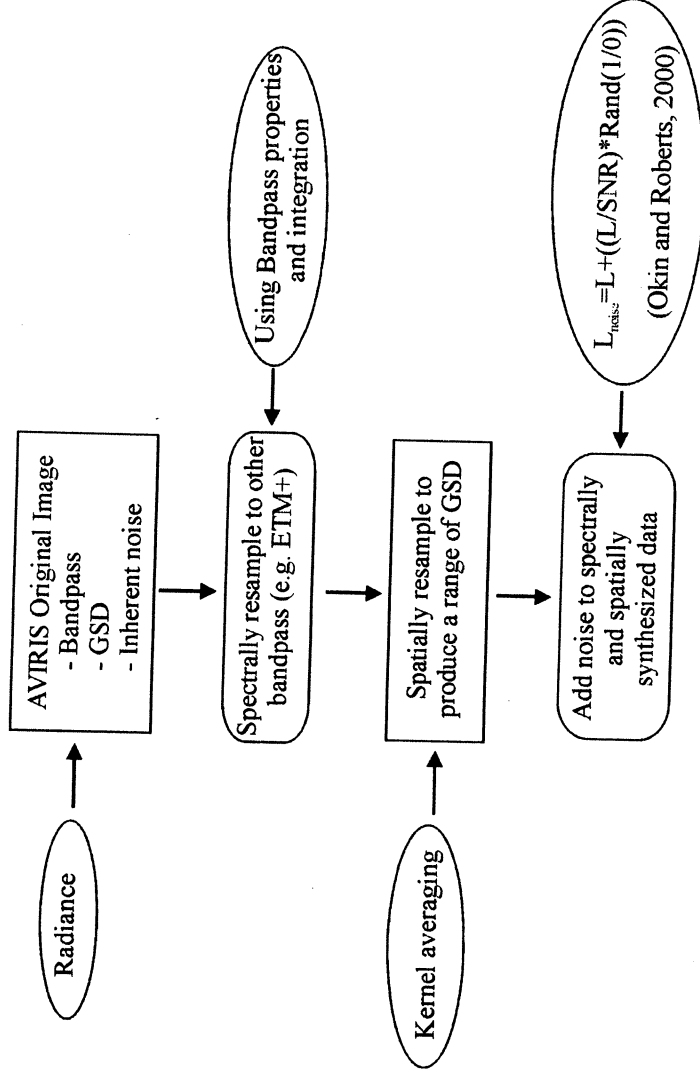 Radiance
AVIRIS Original Image
- Bandpass
- GSD
- Inherent noise
Spectrally resample to other
bandpass (e.g. ETM+)
Using Bandpass properties
and integration
Kernel averaging
Spatially resample to
produce a range of GSD
Add noise to spectrally
and spatially
synthesized data
Lnoise=L+((L/SNR)*Rand(1/0))
(Okin and Roberts, 2000)